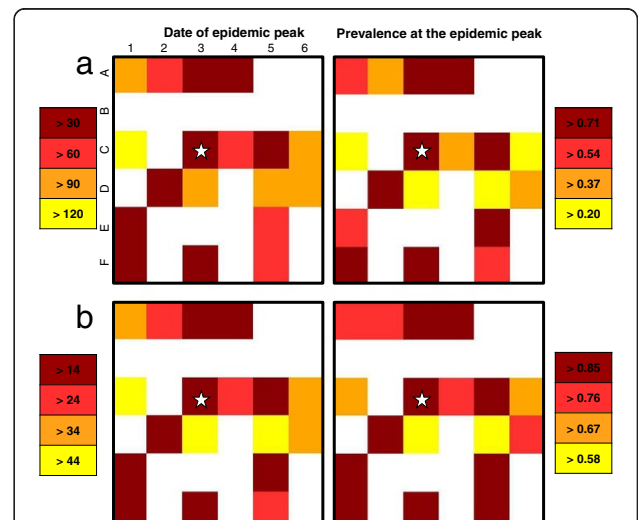 Date of epidemic peak
Prevalence at the epidemic peak
1 2 3 4 5 6
a
A
B
C
D
E
F
> 30
> 60
> 90
> 120
> 0.71
> 0.54
> 0.37
> 0.20
b
> 14
> 24
> 34
> 44
> 0.85
> 0.76
> 0.67
> 0.58